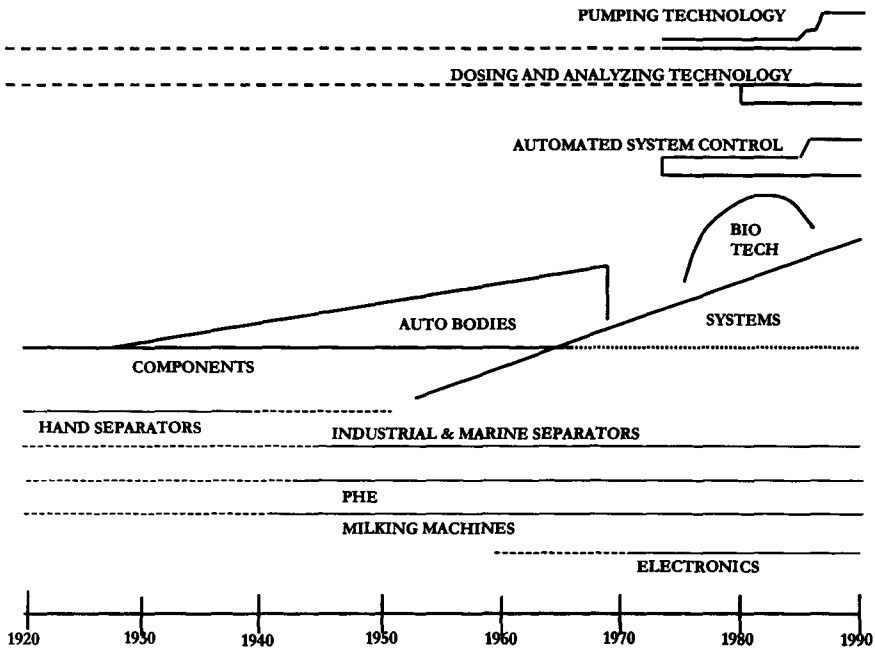 PUMPING TECHNOLOGY
DOSING AND ANALYZING TECHNOLOGY
AUTOMATED SYSTEM CONTROL
BIO
TECH
AUTO BODIES
SYSTEMS
COMPONENTS
HAND SEPARATORS
INDUSTRIAL & MARINE SEPARATORS
PHE
MILKING MACHINES
ELECTRONICS
1920 1930 1940 1950 1960 1970 1980 1990